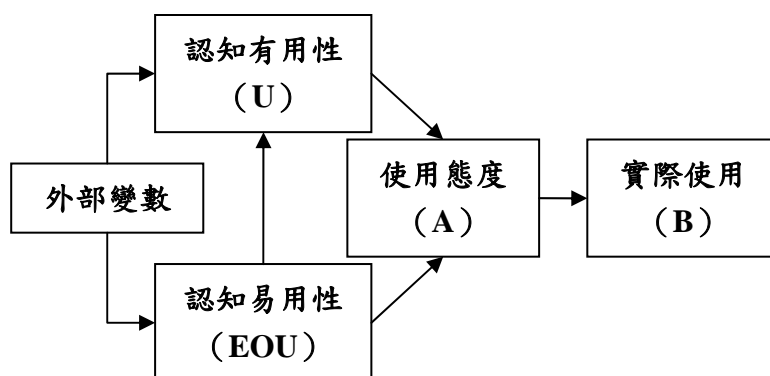 認知有用性
（U）
外部變數
使用態度
（A）
實際使用
（B）
認知易用性
（EOU）